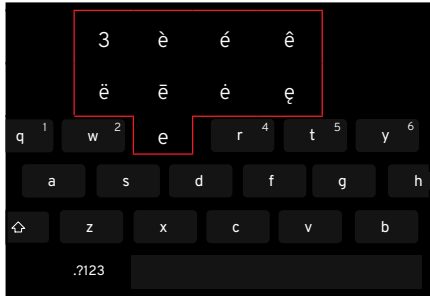 3 è é ê
ë ē ė ę
q 1 w 2 e r 4 t 5 y 6
a s d f g h
z x c v b
.?123